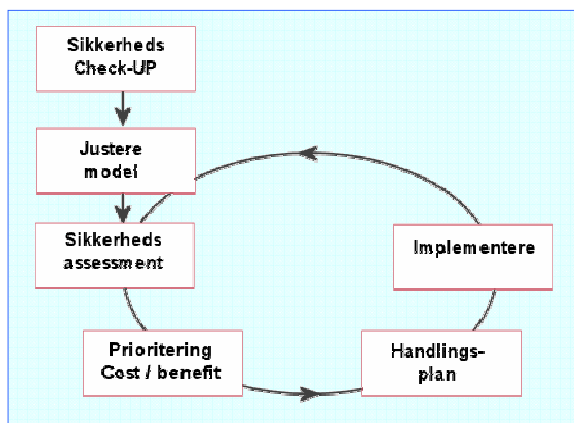 Sikkerheds
Check-UP
Justere
model
Sikkerheds
assessment
Implementere
Prioritering
Cost / benefit
Handlings-
plan